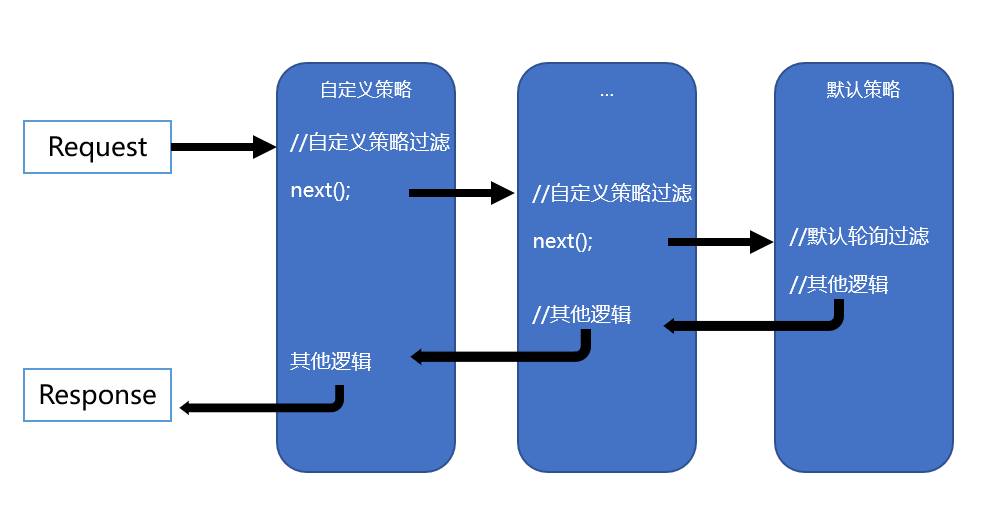 Request
Response
自定义策略
//自定义策略过滤
next();
其他逻辑
...
//自定义策略过滤
next();
//其他逻辑
默认策略
//默认轮询过滤
//其他逻辑